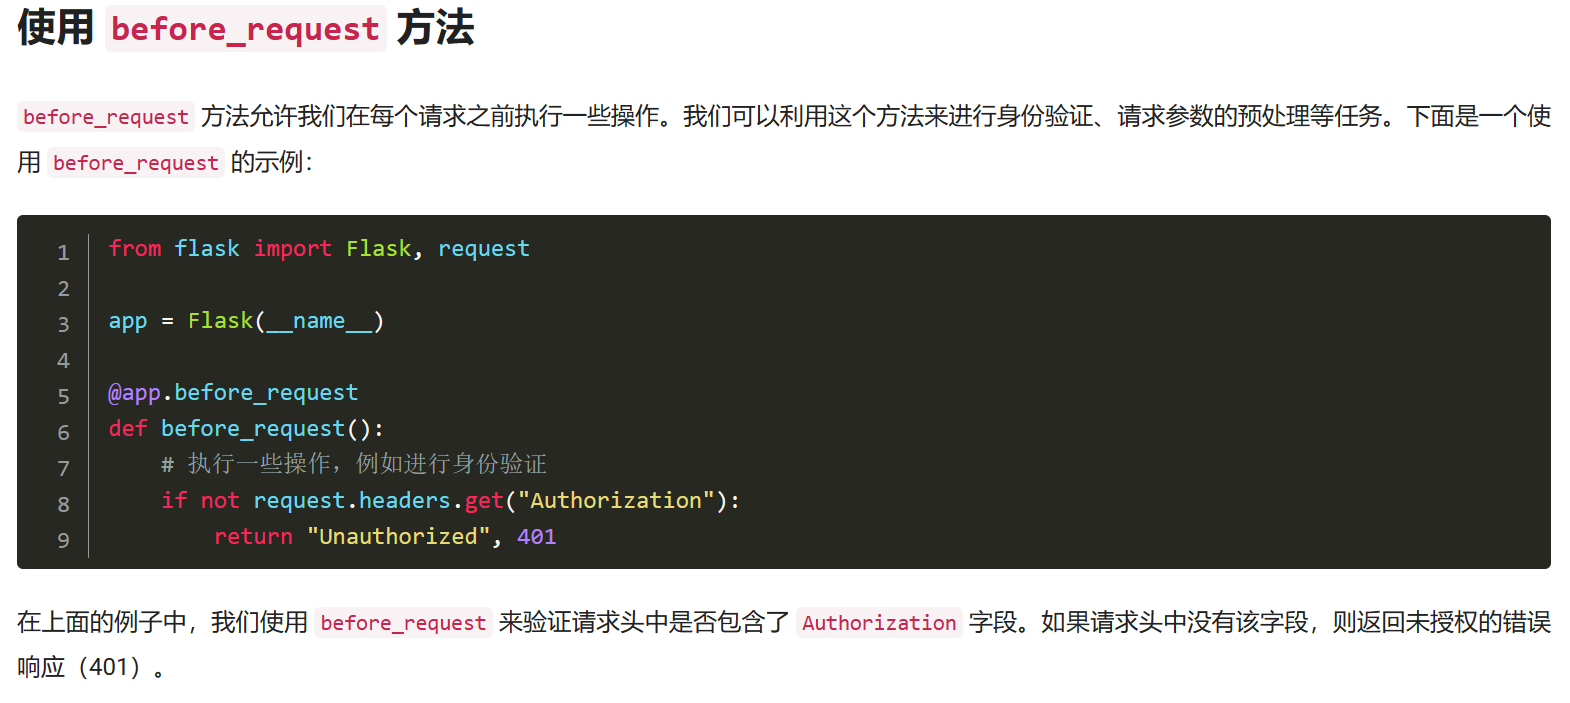 使用 before_request 方法
before_request 方法允许我们在每个请求之前执行一些操作。我们可以利用这个方法来进行身份验证、请求参数的预处理等任务。下面是一个使
用 before_request 的示例：
1 from flask import Flask, request
2
3 app = Flask(__name__)
4
5 @app.before_request
6 def before_request():
7     # 执行一些操作，例如进行身份验证
8     if not request.headers.get("Authorization"):
9         return "Unauthorized", 401
在上面的例子中，我们使用 before_request 来验证请求头中是否包含了 Authorization 字段。如果请求头中没有该字段，则返回未授权的错误
响应（401）。